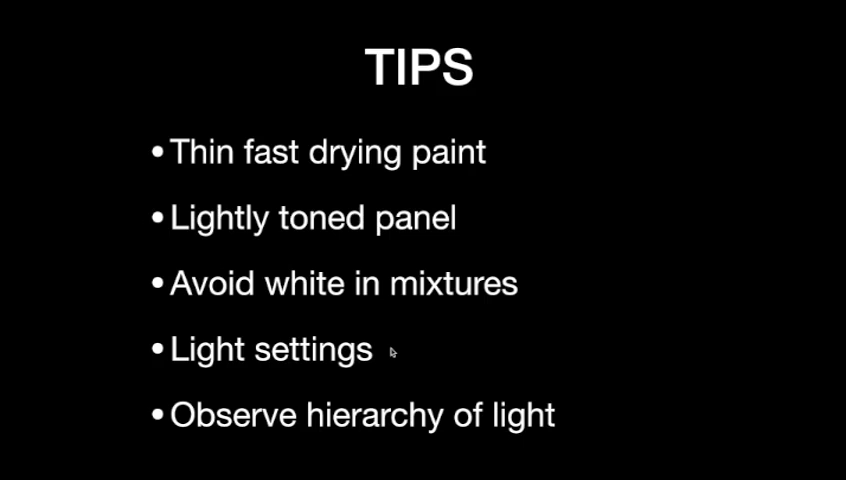 TIPS
• Thin fast drying paint
• Lightly toned panel
• Avoid white in mixtures
• Light settings
• Observe hierarchy of light